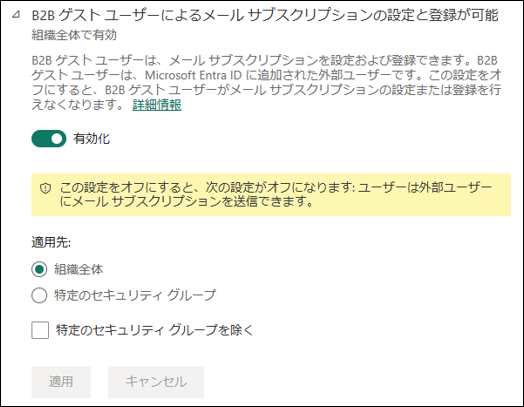 B2B ゲスト ユーザーによるメール サブスクリプションの設定と登録が可能
組織全体で有効
B2B ゲスト ユーザーは、メール サブスクリプションを設定および登録できます。B2B
ゲスト ユーザーは、Microsoft Entra ID に追加された外部ユーザーです。この設定をオ
フにすると、B2B ゲスト ユーザーがメール サブスクリプションの設定または登録を行
えなくなります。 詳細情報
有効化
この設定をオフにすると、次の設定がオフになります: ユーザーは外部ユーザー
にメール サブスクリプションを送信できます。
適用先:
組織全体
特定のセキュリティ グループ
特定のセキュリティ グループを除く
適用
キャンセル